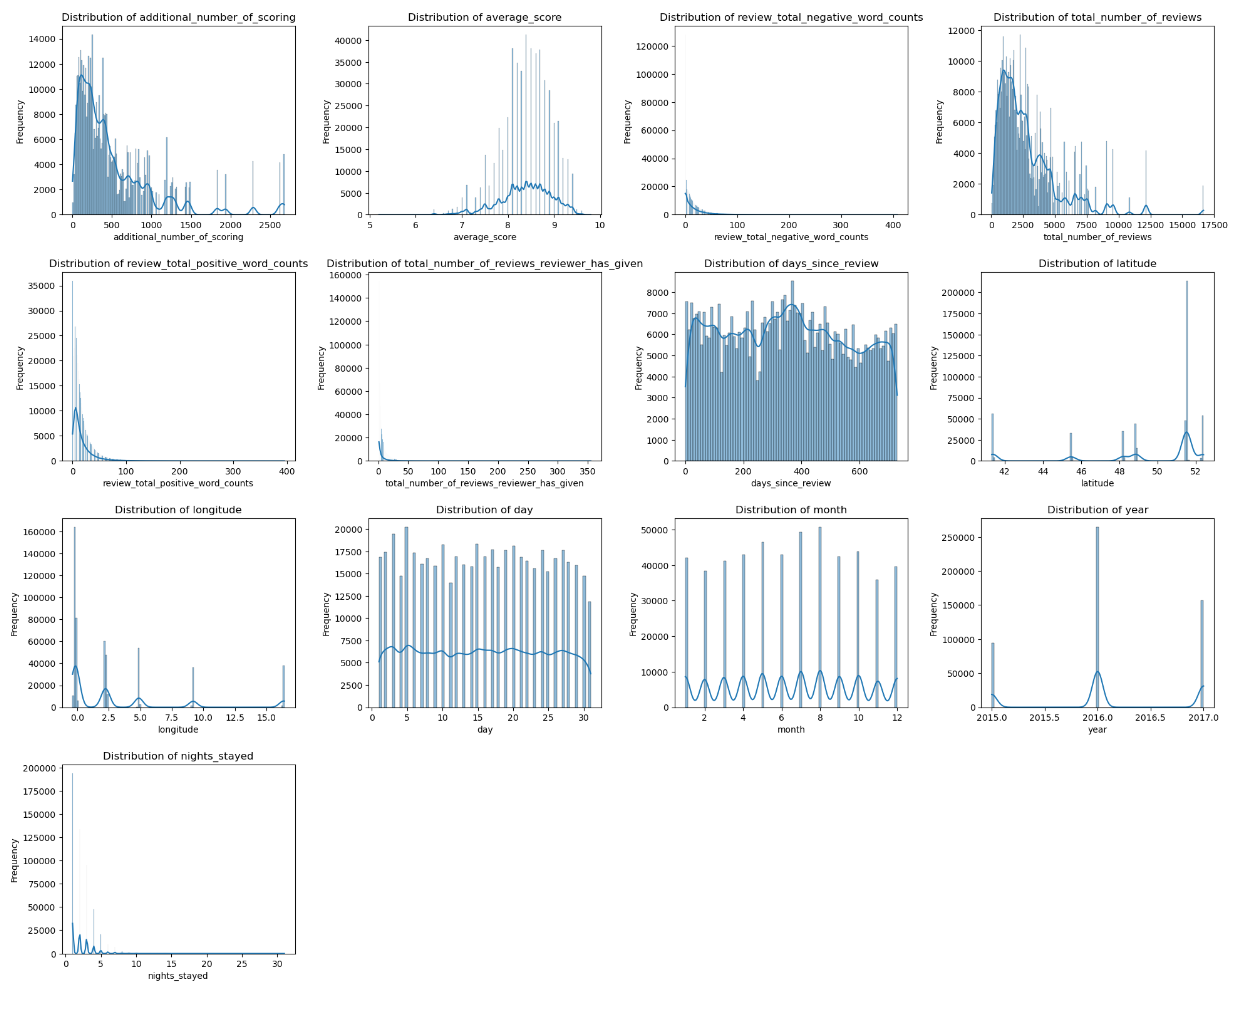 Distribution of additional_number_of_scoring
14000
12000
10000
8000
6000
4000
2000
0
Frequency
0 500 1000 1500 2000 2500
additional_number_of_scoring
Distribution of average_score
40000
35000
30000
25000
20000
15000
10000
5000
0
Frequency
5 6 7 8 9 10
average_score
Distribution of review_total_negative_word_counts
120000
100000
80000
60000
40000
20000
0
Frequency
0 100 200 300 400
review_total_negative_word_counts
Distribution of total_number_of_reviews
12000
10000
8000
6000
4000
2000
0
Frequency
0 2500 5000 7500 10000 12500 15000 17500
total_number_of_reviews
Distribution of review_total_positive_word_counts
35000
30000
25000
20000
15000
10000
5000
0
Frequency
0 100 200 300 400
review_total_positive_word_counts
Distribution of total_number_of_reviews_reviewer_has_given
160000
140000
120000
100000
80000
60000
40000
20000
0
Frequency
0 50 100 150 200 250 300 350
total_number_of_reviews_reviewer_has_given
Distribution of days_since_review
8000
7000
6000
5000
4000
3000
2000
1000
0
Frequency
0 200 400 600
days_since_review
Distribution of latitude
200000
175000
150000
125000
100000
75000
50000
25000
0
Frequency
42 44 46 48 50 52
latitude
Distribution of longitude
160000
140000
120000
100000
80000
60000
40000
20000
0
Frequency
0.0 2.5 5.0 7.5 10.0 12.5 15.0
longitude
Distribution of day
20000
17500
15000
12500
10000
7500
5000
2500
0
Frequency
0 5 10 15 20 25 30
day
Distribution of month
50000
40000
30000
20000
10000
0
Frequency
2 4 6 8 10 12
month
Distribution of year
250000
200000
150000
100000
50000
0
Frequency
2015.0 2015.5 2016.0 2016.5 2017.0
year
Distribution of nights_stayed
200000
175000
150000
125000
100000
75000
50000
25000
0
Frequency
0 5 10 15 20 25 30
nights_stayed